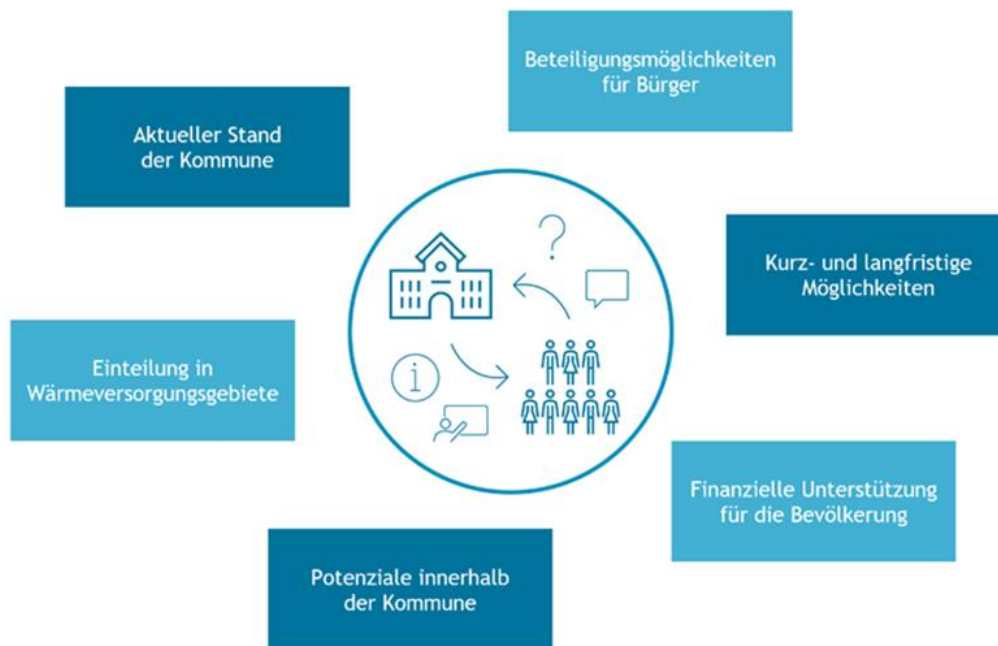 Beteiligungsmöglichkeiten
für Bürger
Aktueller Stand
der Kommune
Kurz- und langfristige
Möglichkeiten
Einteilung in
Wärmeversorgungsgebiete
Finanzielle Unterstützung
für die Bevölkerung
Potenziale innerhalb
der Kommune
?
i